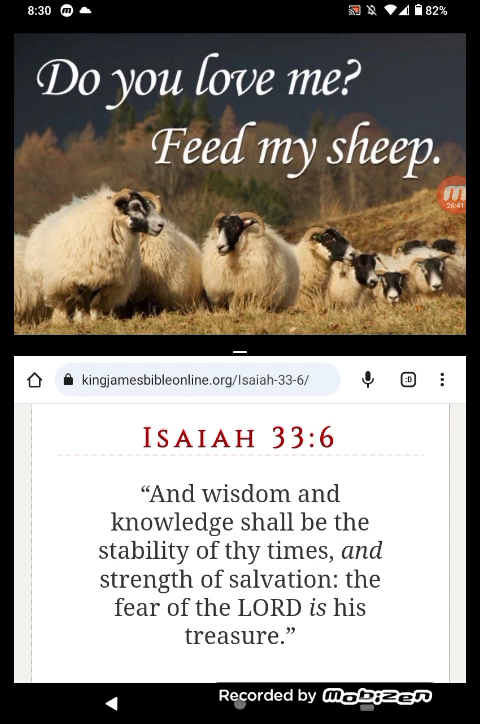 8:30
82%
Do you love me?
Feed my sheep.
26:41
kingjamesbibleonline.org/Isaiah-33-6/
:D
ISAIAH 33:6
“And wisdom and
knowledge shall be the
stability of thy times, and
strength of salvation: the
fear of the LORD is his
treasure.”
Recorded by mobizen